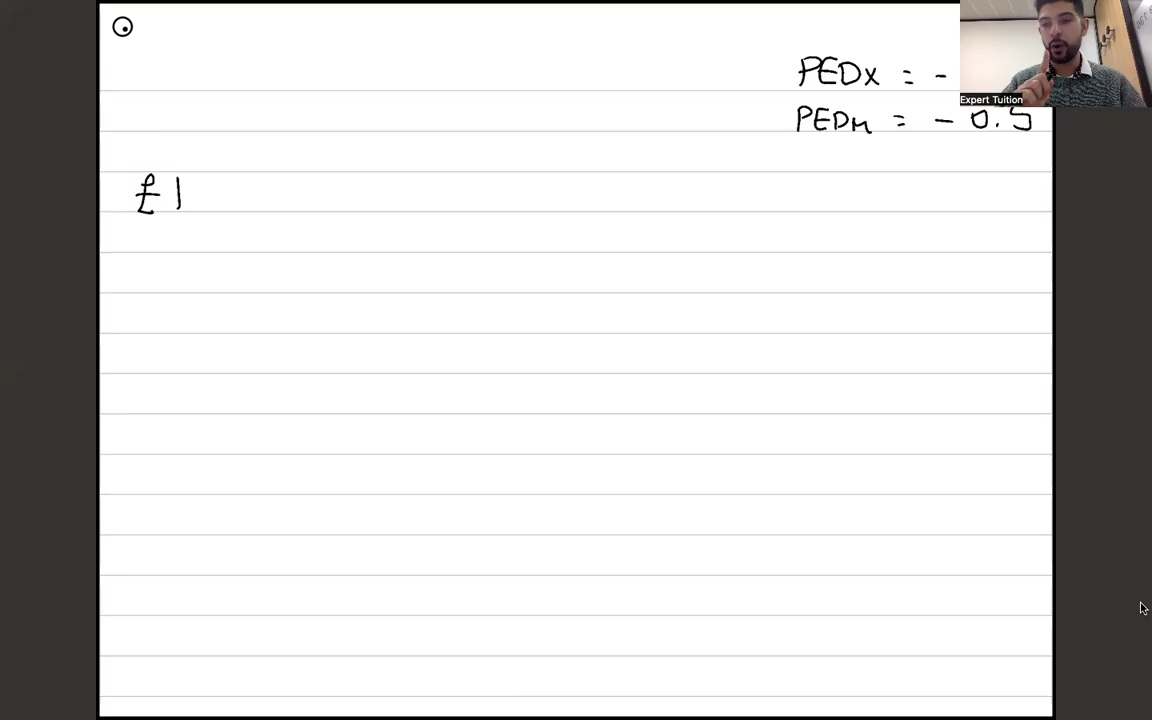 PEDx = -
Expert Tuition
PEDM = - 0.5
£1